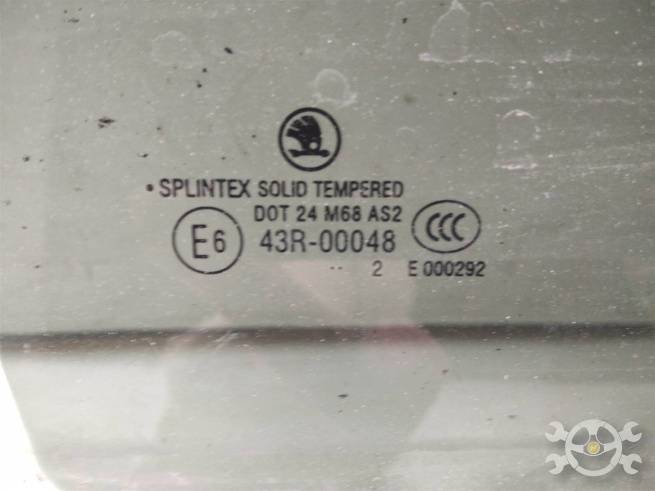 • SPLINTEX SOLID TEMPERED
DOT 24 M68 AS2
E6 43R-00048 CCC
.. 2 E 000292